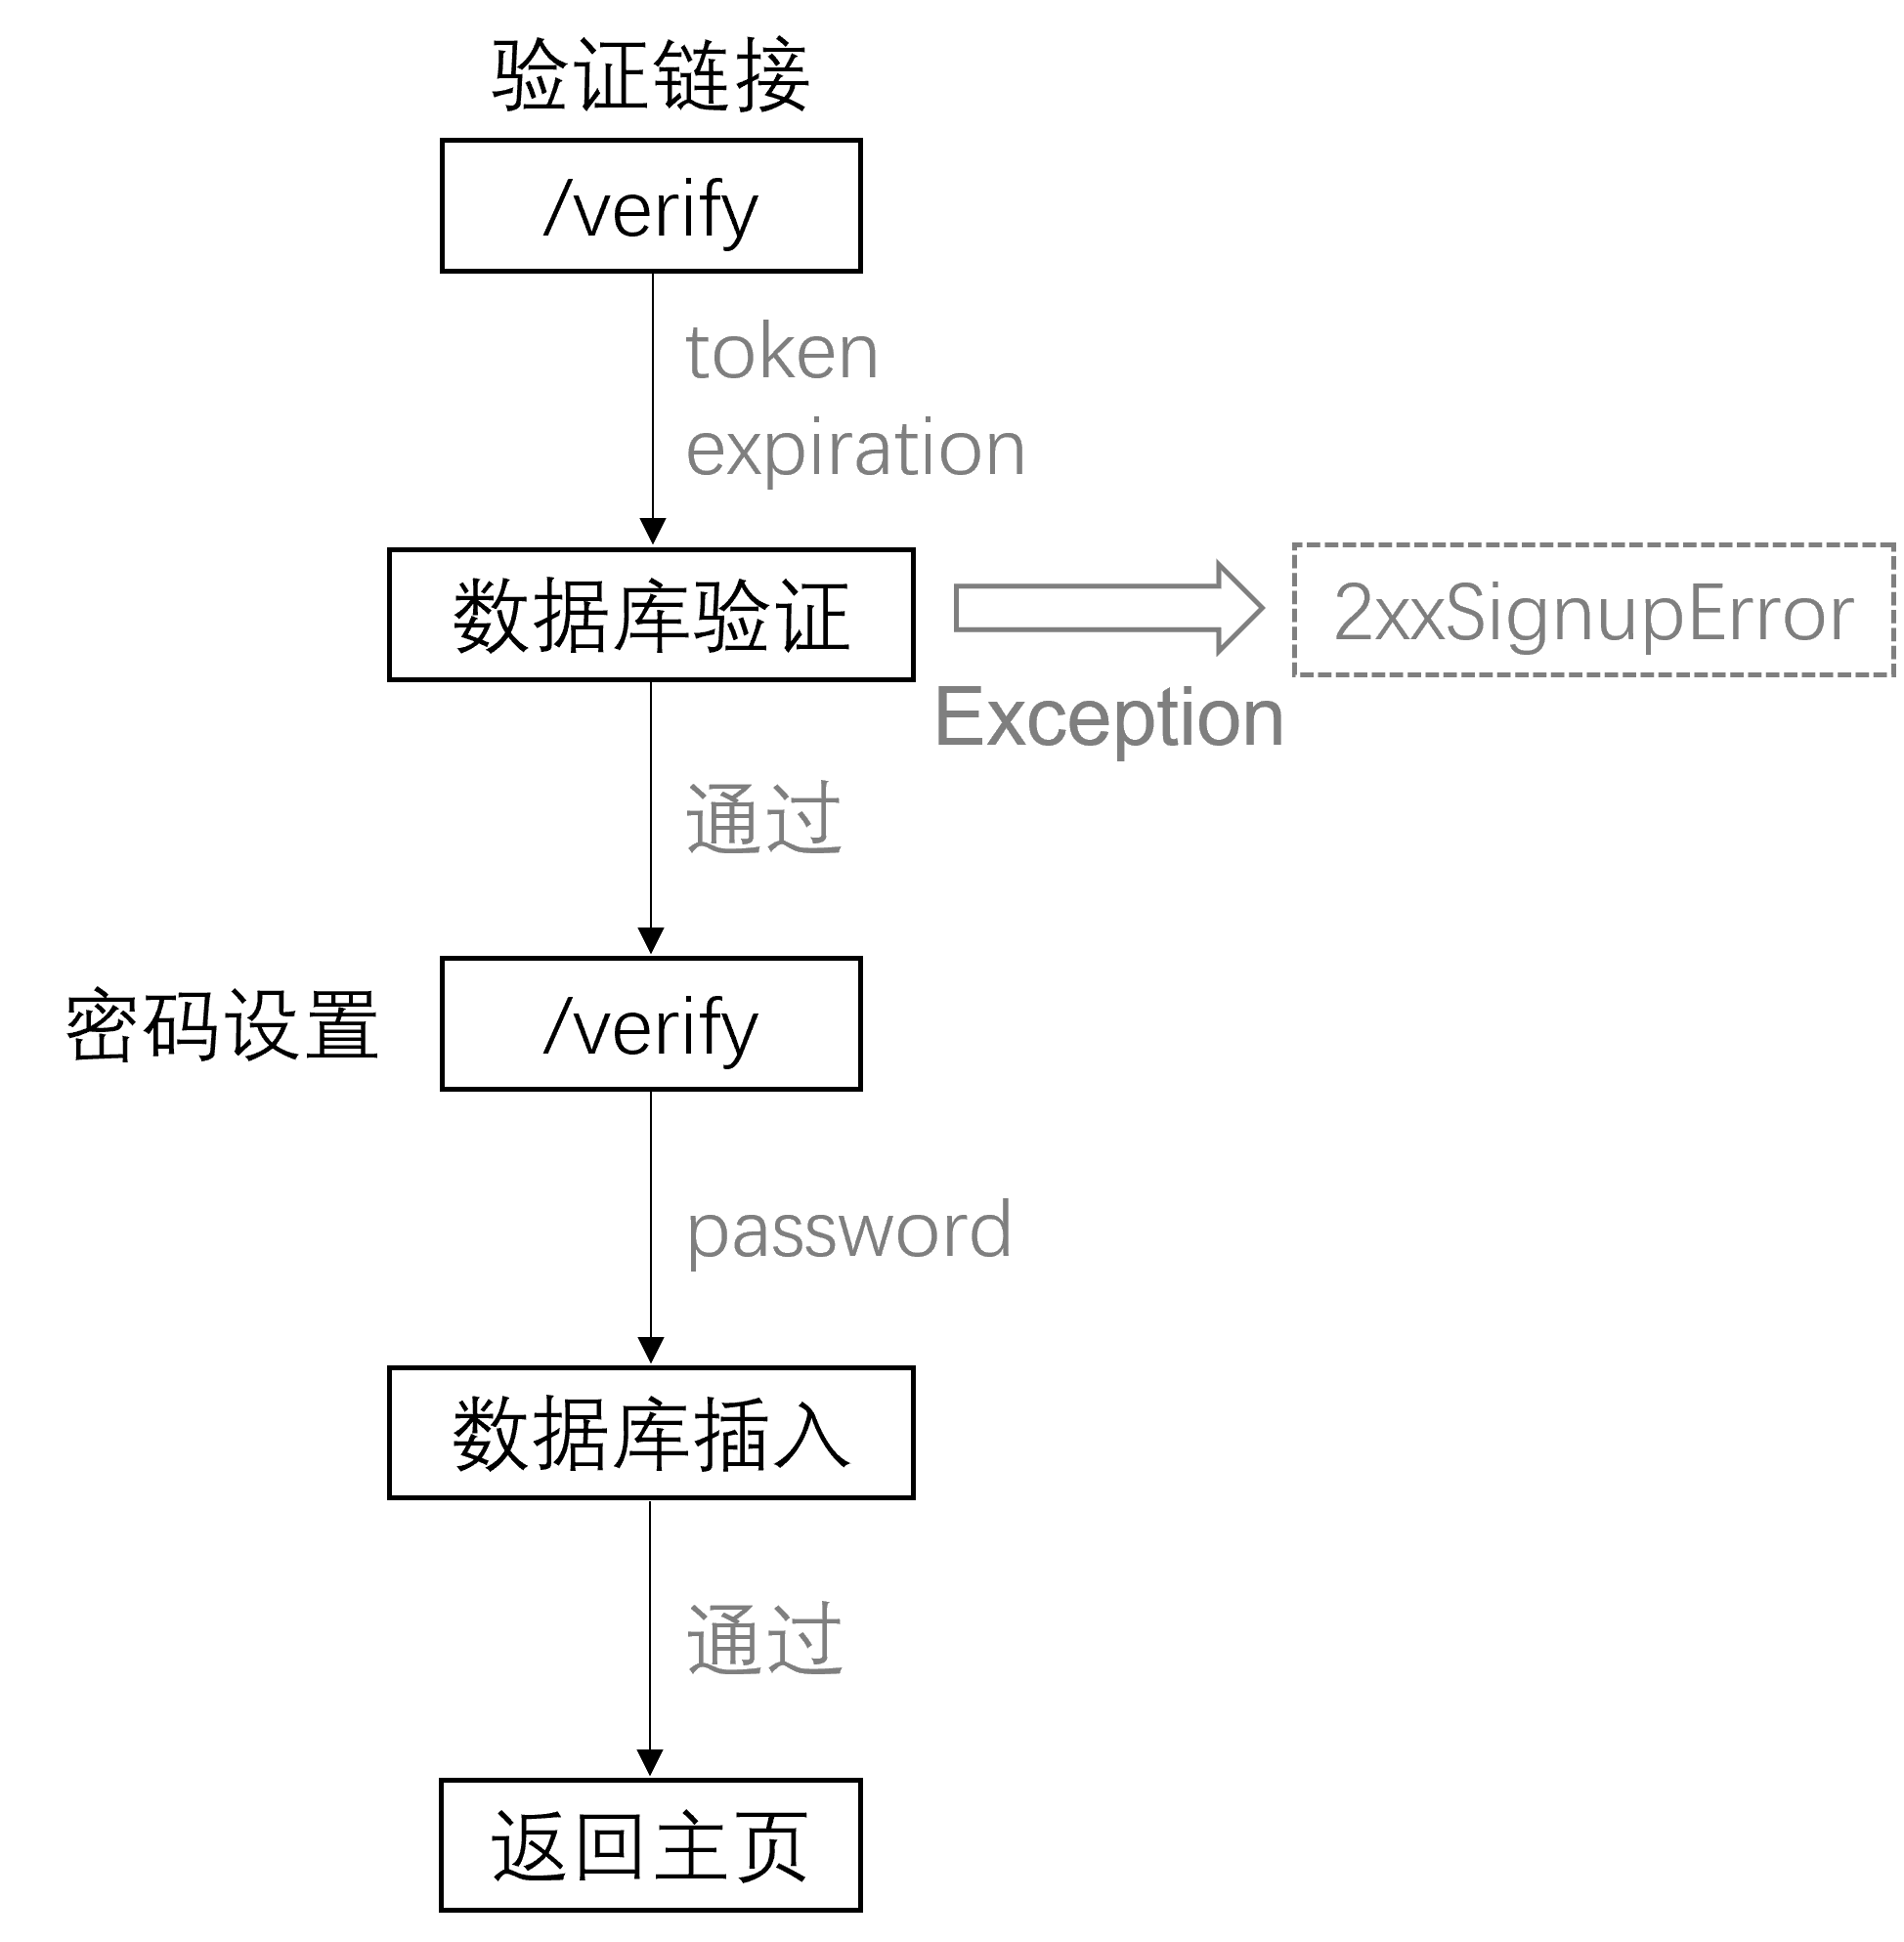 验证链接
/verify
token
expiration
数据库验证
2xxSignupError
Exception
通过
密码设置
/verify
password
数据库插入
通过
返回主页